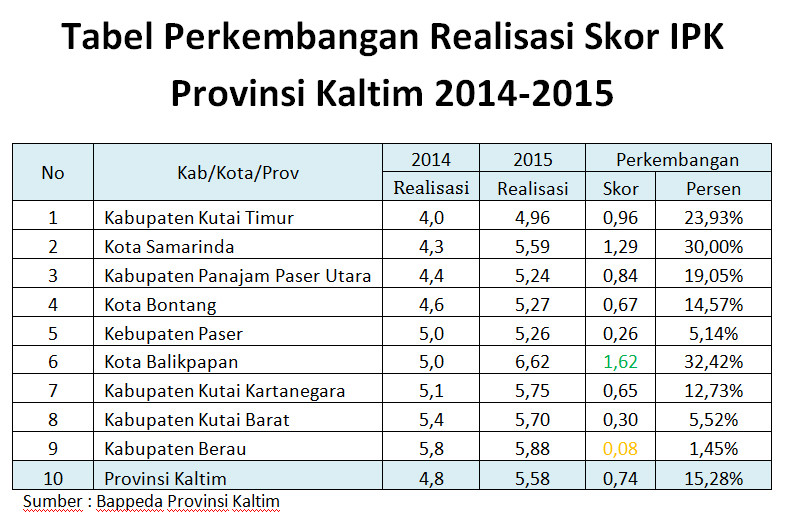 Tabel Perkembangan Realisasi Skor IPK
Provinsi Kaltim 2014-2015
No Kab/Kota/Prov 2014 2015 Perkembangan
Realisasi Realisasi Skor Persen
1 Kabupaten Kutai Timur 4,0 4,96 0,96 23,93%
2 Kota Samarinda 4,3 5,59 1,29 30,00%
3 Kabupaten Panajam Paser Utara 4,4 5,24 0,84 19,05%
4 Kota Bontang 4,6 5,27 0,67 14,57%
5 Kebupaten Paser 5,0 5,26 0,26 5,14%
6 Kota Balikpapan 5,0 6,62 1,62 32,42%
7 Kabupaten Kutai Kartanegara 5,1 5,75 0,65 12,73%
8 Kabupaten Kutai Barat 5,4 5,70 0,30 5,52%
9 Kabupaten Berau 5,8 5,88 0,08 1,45%
10 Provinsi Kaltim 4,8 5,58 0,74 15,28%
Sumber : Bappeda Provinsi Kaltim